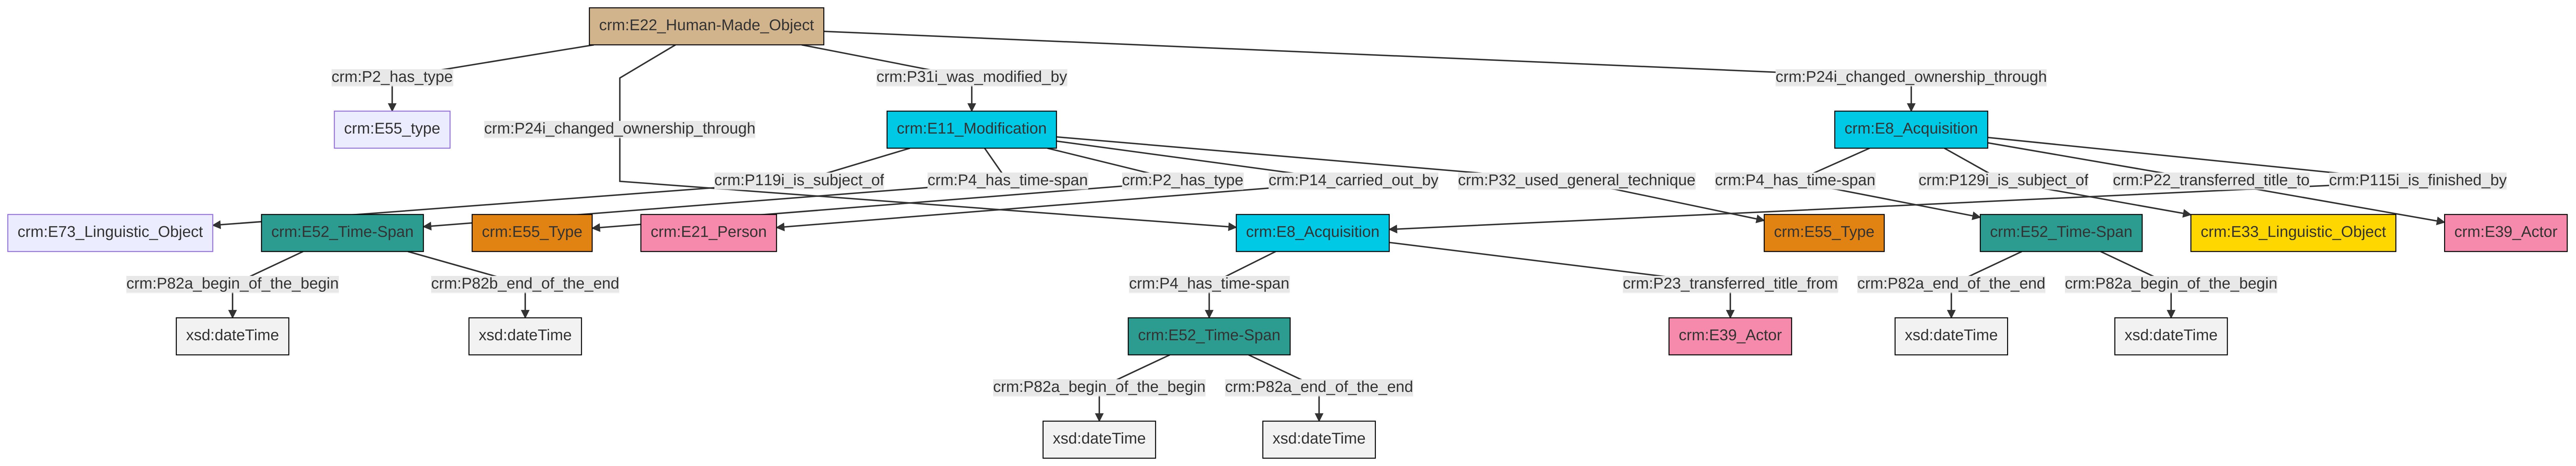 crm:E22_Human-Made_Object
crm:P2_has_type
crm:P31i_was_modified_by
crm:P24i_changed_ownership_through
crm:E55_type
crm:P24i_changed_ownership_through
crm:E11_Modification
crm:E8_Acquisition
crm:P119i_is_subject_of
crm:P4_has_time-span
crm:P2_has_type
crm:P14_carried_out_by
crm:P32_used_general_technique
crm:P4_has_time-span
crm:P129i_is_subject_of
crm:P22_transferred_title_to
crm:P115i_is_finished_by
crm:E73_Linguistic_Object
crm:E52_Time-Span
crm:E55_Type
crm:E21_Person
crm:E8_Acquisition
crm:E55_Type
crm:E52_Time-Span
crm:E33_Linguistic_Object
crm:E39_Actor
crm:P82a_begin_of_the_begin
crm:P82b_end_of_the_end
crm:P4_has_time-span
crm:P23_transferred_title_from
crm:P82a_end_of_the_end
crm:P82a_begin_of_the_begin
xsd:dateTime
xsd:dateTime
crm:E52_Time-Span
crm:E39_Actor
xsd:dateTime
xsd:dateTime
crm:P82a_begin_of_the_begin
crm:P82a_end_of_the_end
xsd:dateTime
xsd:dateTime